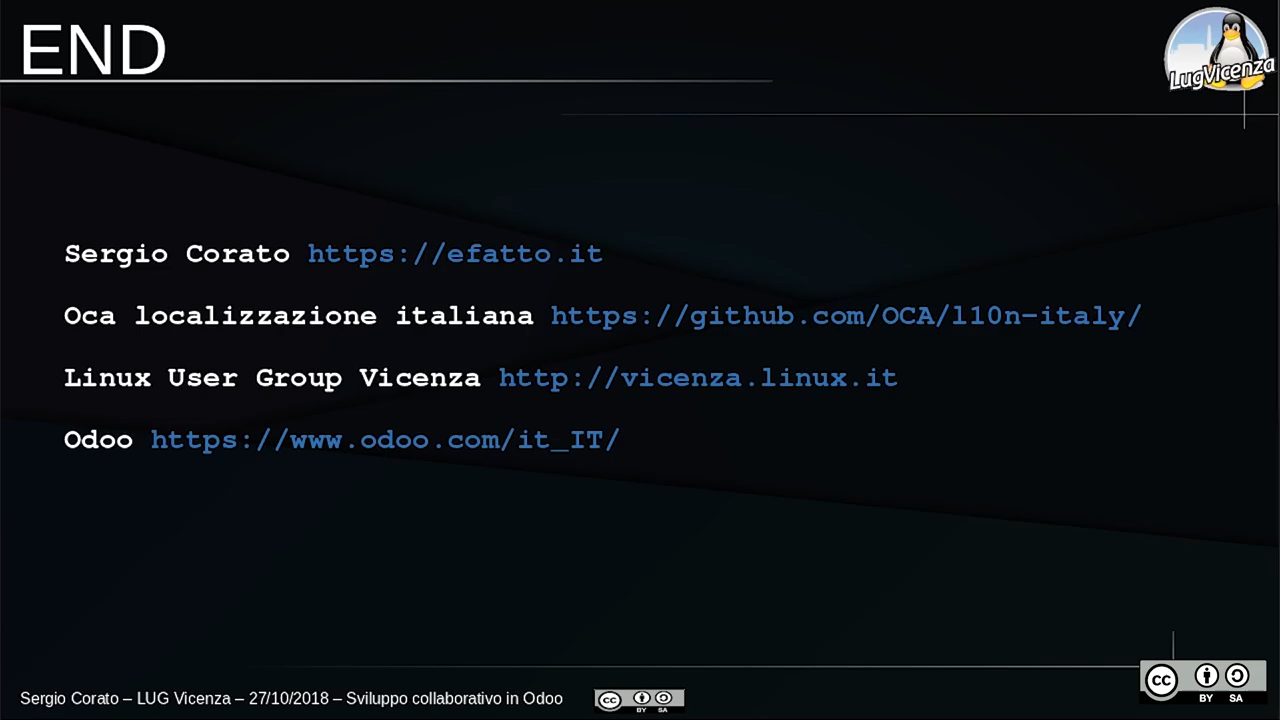 END
LugVicenza
Sergio Corato https://efatto.it
Oca localizzazione italiana https://github.com/OCA/l10n-italy/
Linux User Group Vicenza http://vicenza.linux.it
Odoo https://www.odoo.com/it_IT/
Sergio Corato – LUG Vicenza – 27/10/2018 – Sviluppo collaborativo in Odoo
cc BY SA
cc BY SA